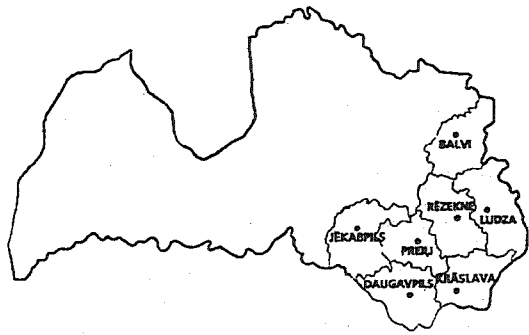 BALVI
RĒZEKNE
LUDZA
JĒKABPILS
PREIĻI
DAUGAVPILS
KRĀSLAVA